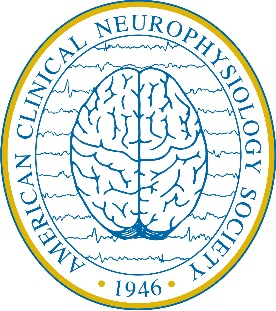 AMERICAN CLINICAL NEUROPHYSIOLOGY SOCIETY
• 1946 •